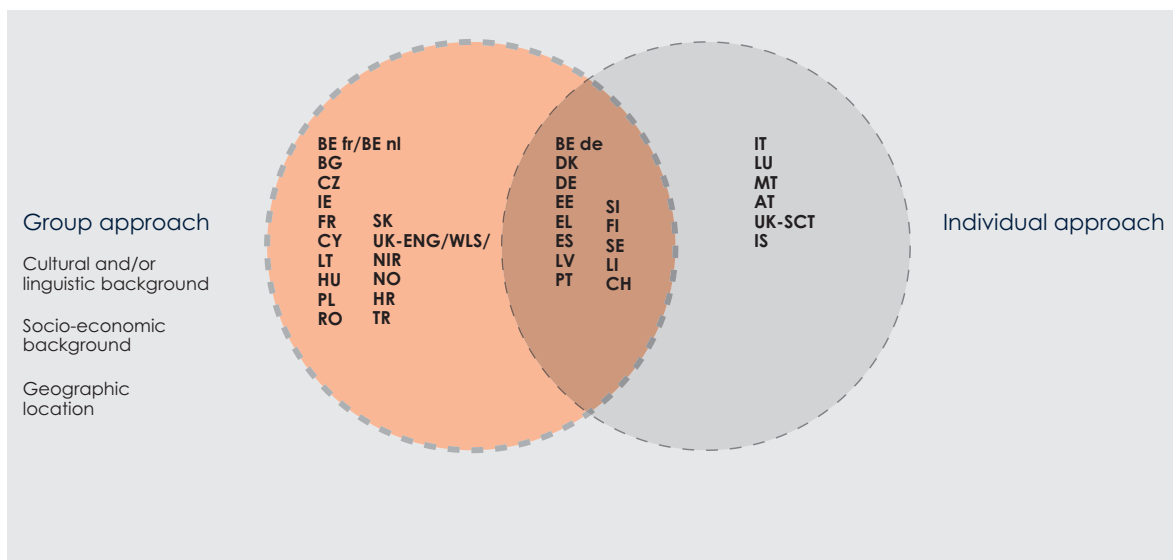 Group approach
Cultural and/or
linguistic background
Socio-economic
background
Geographic
location
BE fr/BE nl
BG
CZ
IE
FR
CY
LT
HU
PL
RO
SK
UK-ENG/WLS/
NIR
NO
HR
TR
BE de
DK
DE
EE
EL
ES
LV
PT
SI
FI
SE
LI
CH
IT
LU
MT
AT
UK-SCT
IS
Individual approach